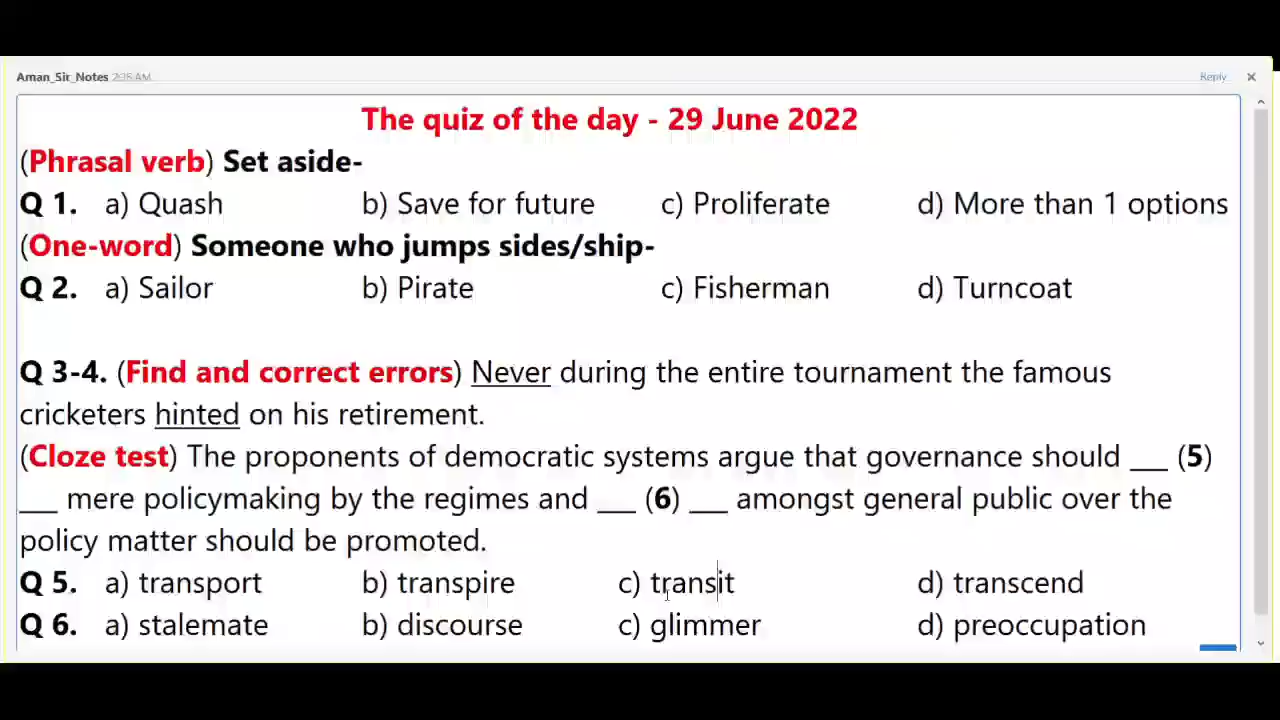 Aman_Sir_Notes 2:35 AM Reply
The quiz of the day - 29 June 2022
(Phrasal verb) Set aside-
Q 1. a) Quash b) Save for future c) Proliferate d) More than 1 options
(One-word) Someone who jumps sides/ship-
Q 2. a) Sailor b) Pirate c) Fisherman d) Turncoat
Q 3-4. (Find and correct errors) Never during the entire tournament the famous
cricketers hinted on his retirement.
(Cloze test) The proponents of democratic systems argue that governance should ___ (5)
___ mere policymaking by the regimes and ___ (6) ___ amongst general public over the
policy matter should be promoted.
Q 5. a) transport b) transpire c) transit d) transcend
Q 6. a) stalemate b) discourse c) glimmer d) preoccupation